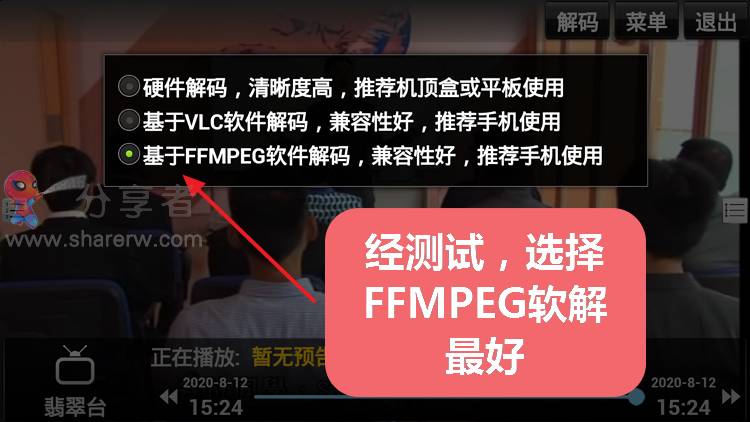 解码 菜单 退出
硬件解码，清晰度高，推荐机顶盒或平板使用
基于VLC软件解码，兼容性好，推荐手机使用
基于FFMPEG软件解码，兼容性好，推荐手机使用
分享者
www.sharerw.com
经测试，选择
FFMPEG软解
最好
正在播放: 暂无预告
翡翠台
2020-8-12
15:24
2020-8-12
15:24